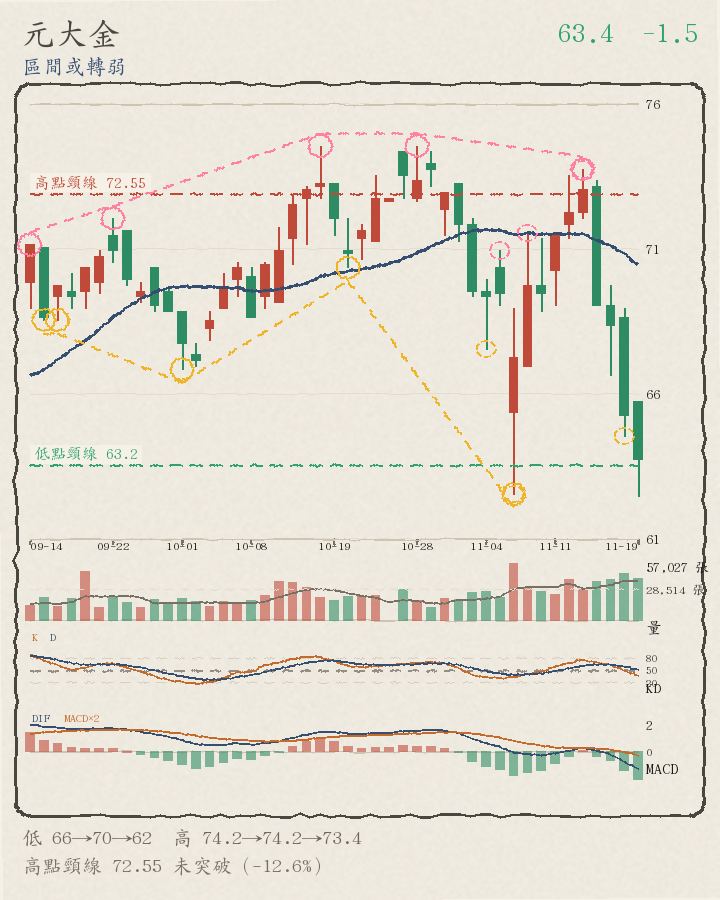 元大金
63.4 -1.5
區間或轉弱
76
高點頸線 72.55
71
66
低點頸線 63.2
61
09-14 09-22 10-01 10-08 10-19 10-28 11-04 11-11 11-19
57,027 張
28,514 張
量
K D
80
50
20
KD
DIF MACD×2
2
0
MACD
低 66→70→62 高 74.2→74.2→73.4
高點頸線 72.55 未突破 (-12.6%)